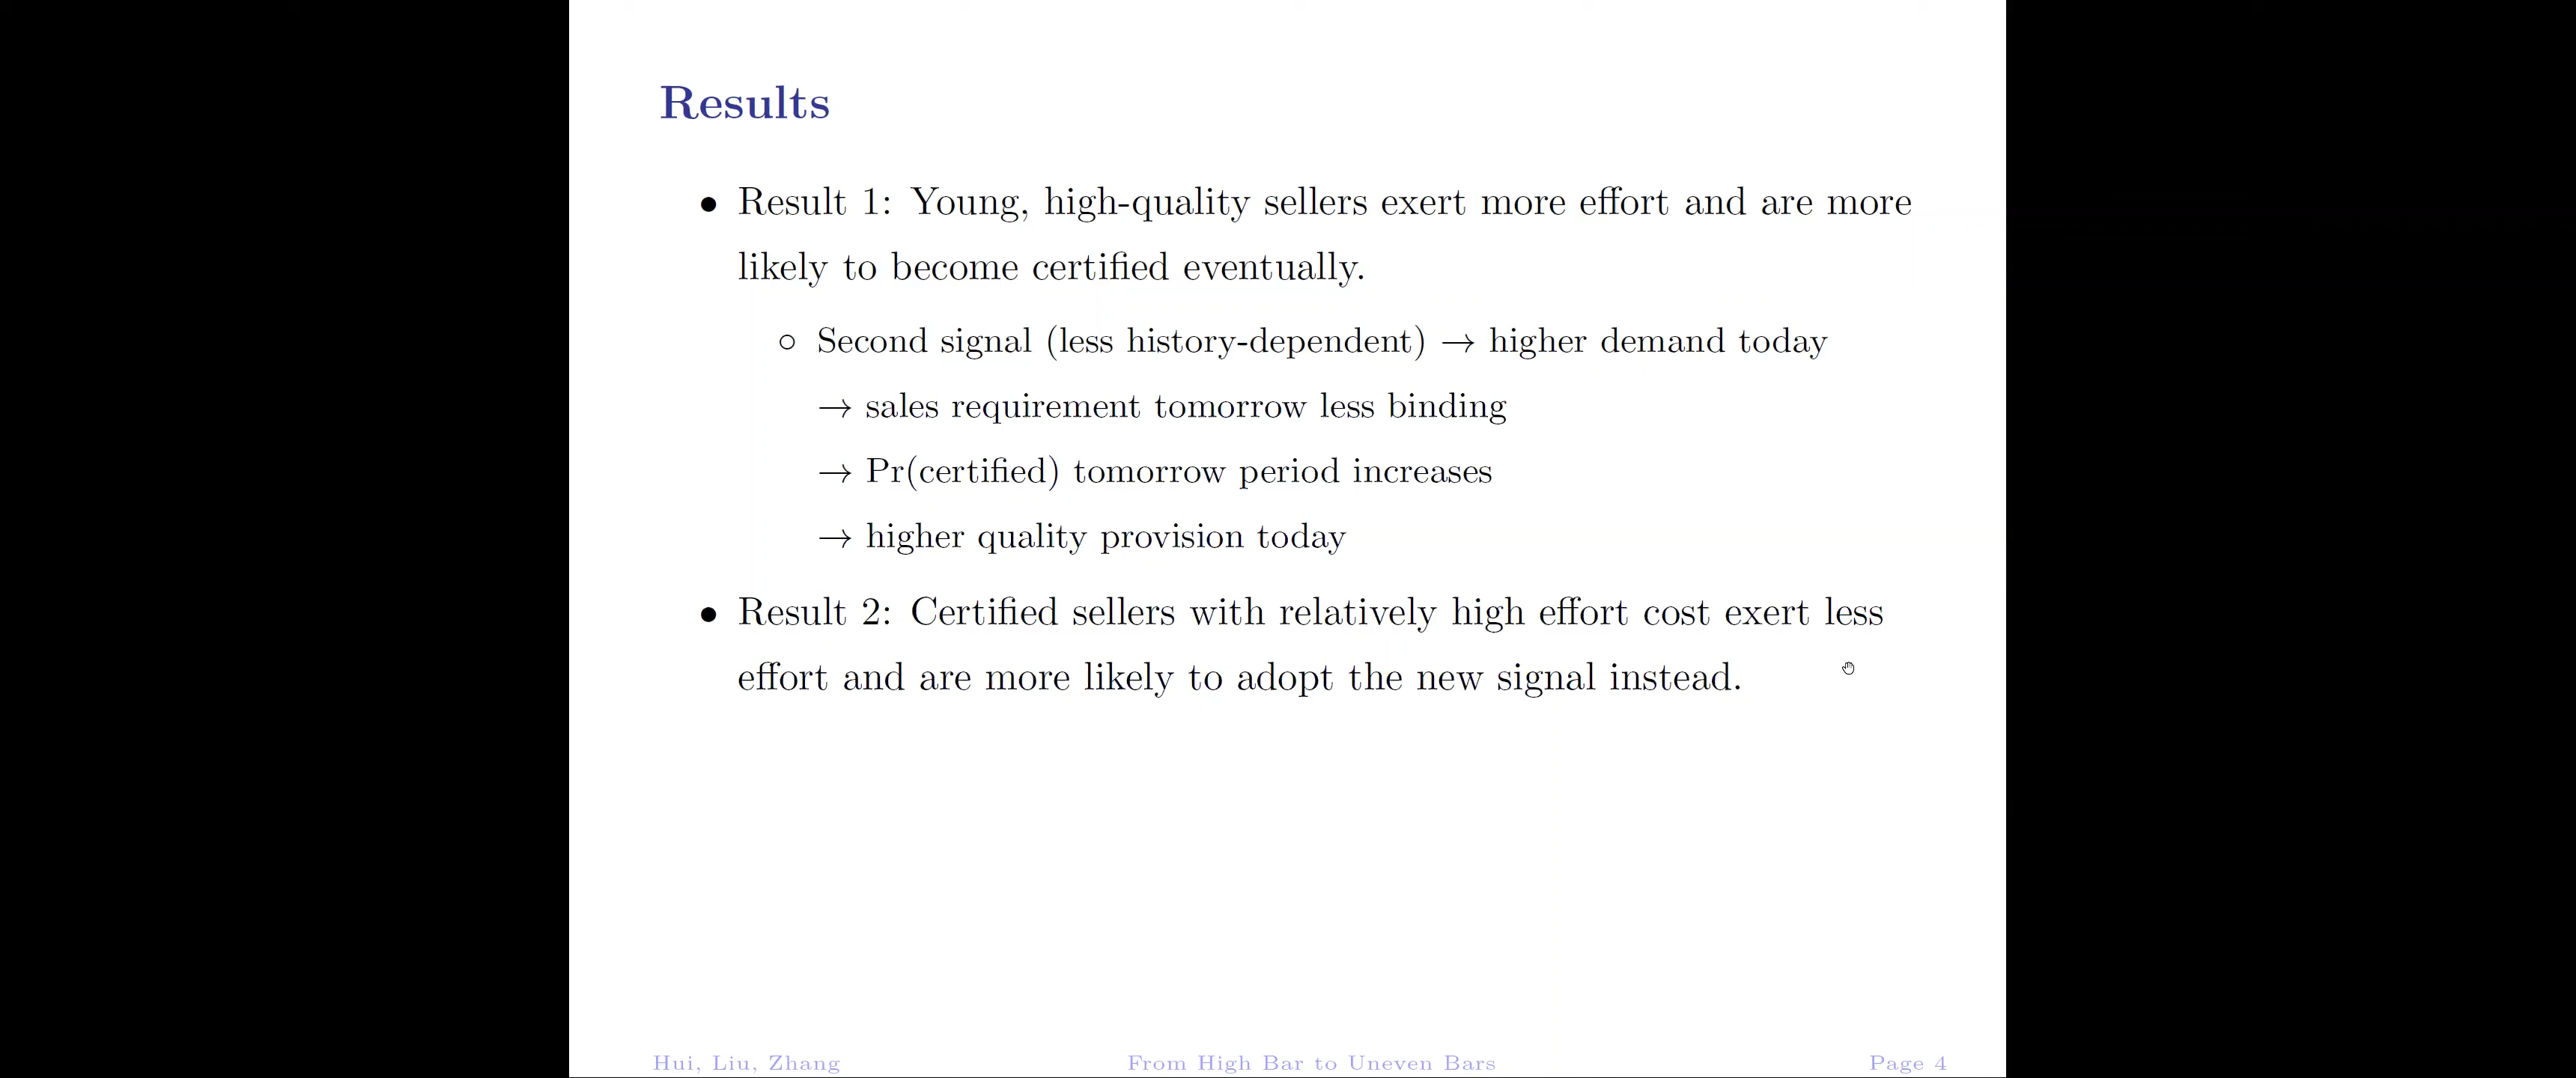 Results
• Result 1: Young, high-quality sellers exert more effort and are more
likely to become certified eventually.
○ Second signal (less history-dependent) → higher demand today
→ sales requirement tomorrow less binding
→ Pr(certified) tomorrow period increases
→ higher quality provision today
• Result 2: Certified sellers with relatively high effort cost exert less
effort and are more likely to adopt the new signal instead.
Hui, Liu, Zhang
From High Bar to Uneven Bars
Page 4